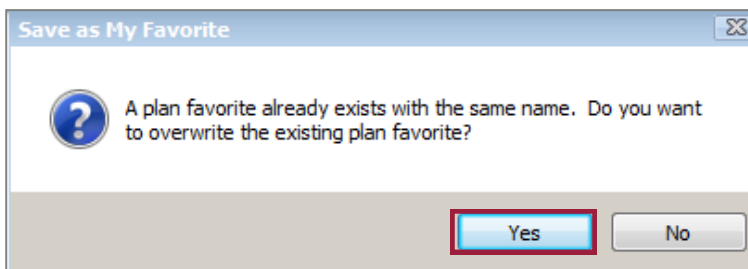 Save as My Favorite
A plan favorite already exists with the same name.  Do you want
to overwrite the existing plan favorite?
Yes
No